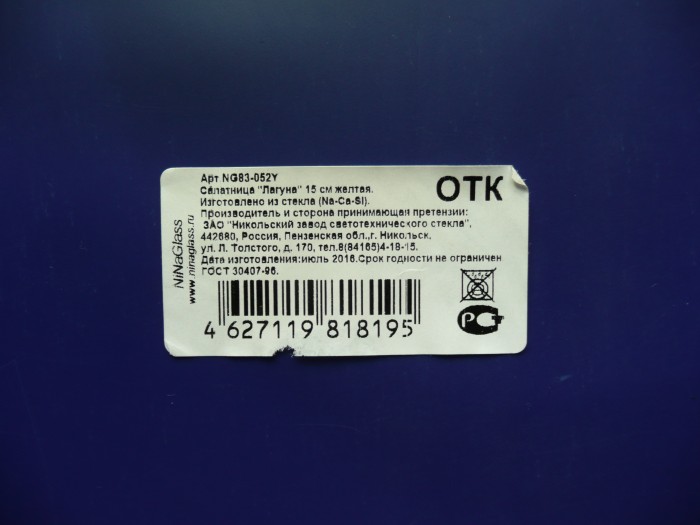 Арт NG83-052Y
ОТК
Салатница "Лагуна" 15 см желтая.
Изготовлено из стекла (Na-Ca-Si).
Производитель и сторона принимающая претензии:
ЗАО "Никольский завод светотехнического стекла",
442680, Россия, Пензенская обл.,г. Никольск,
ул. Л. Толстого, д. 170, тел.8(84165)4-18-15.
Дата изготовления:июль 2016.Срок годности не ограничен
ГОСТ 30407-96.
NiNaGlass
www.ninaglass.ru
4 627119 818195
РСТ